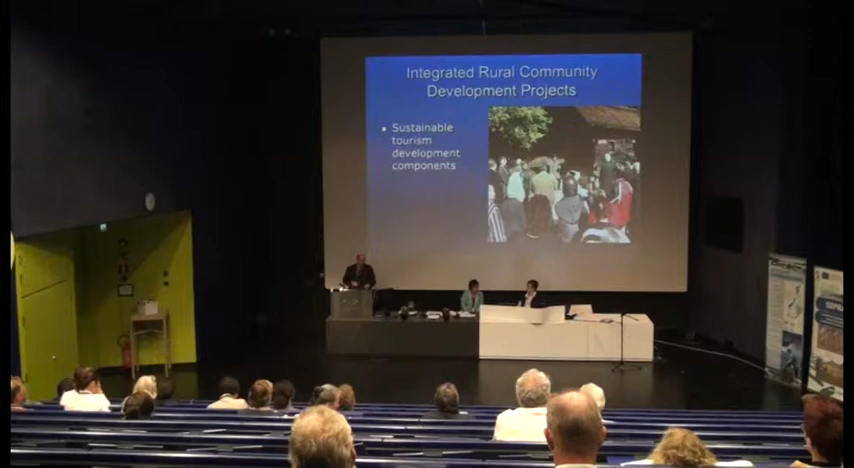 Integrated Rural Community
Development Projects
Sustainable
tourism
development
components